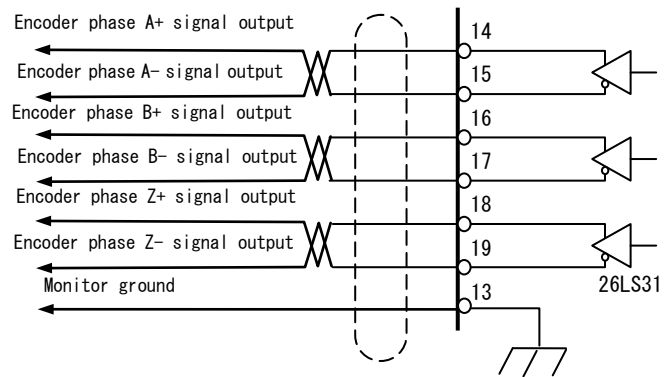 Encoder phase A+ signal output
14
Encoder phase A- signal output
15
Encoder phase B+ signal output
16
Encoder phase B- signal output
17
Encoder phase Z+ signal output
18
Encoder phase Z- signal output
19
26LS31
Monitor ground
13